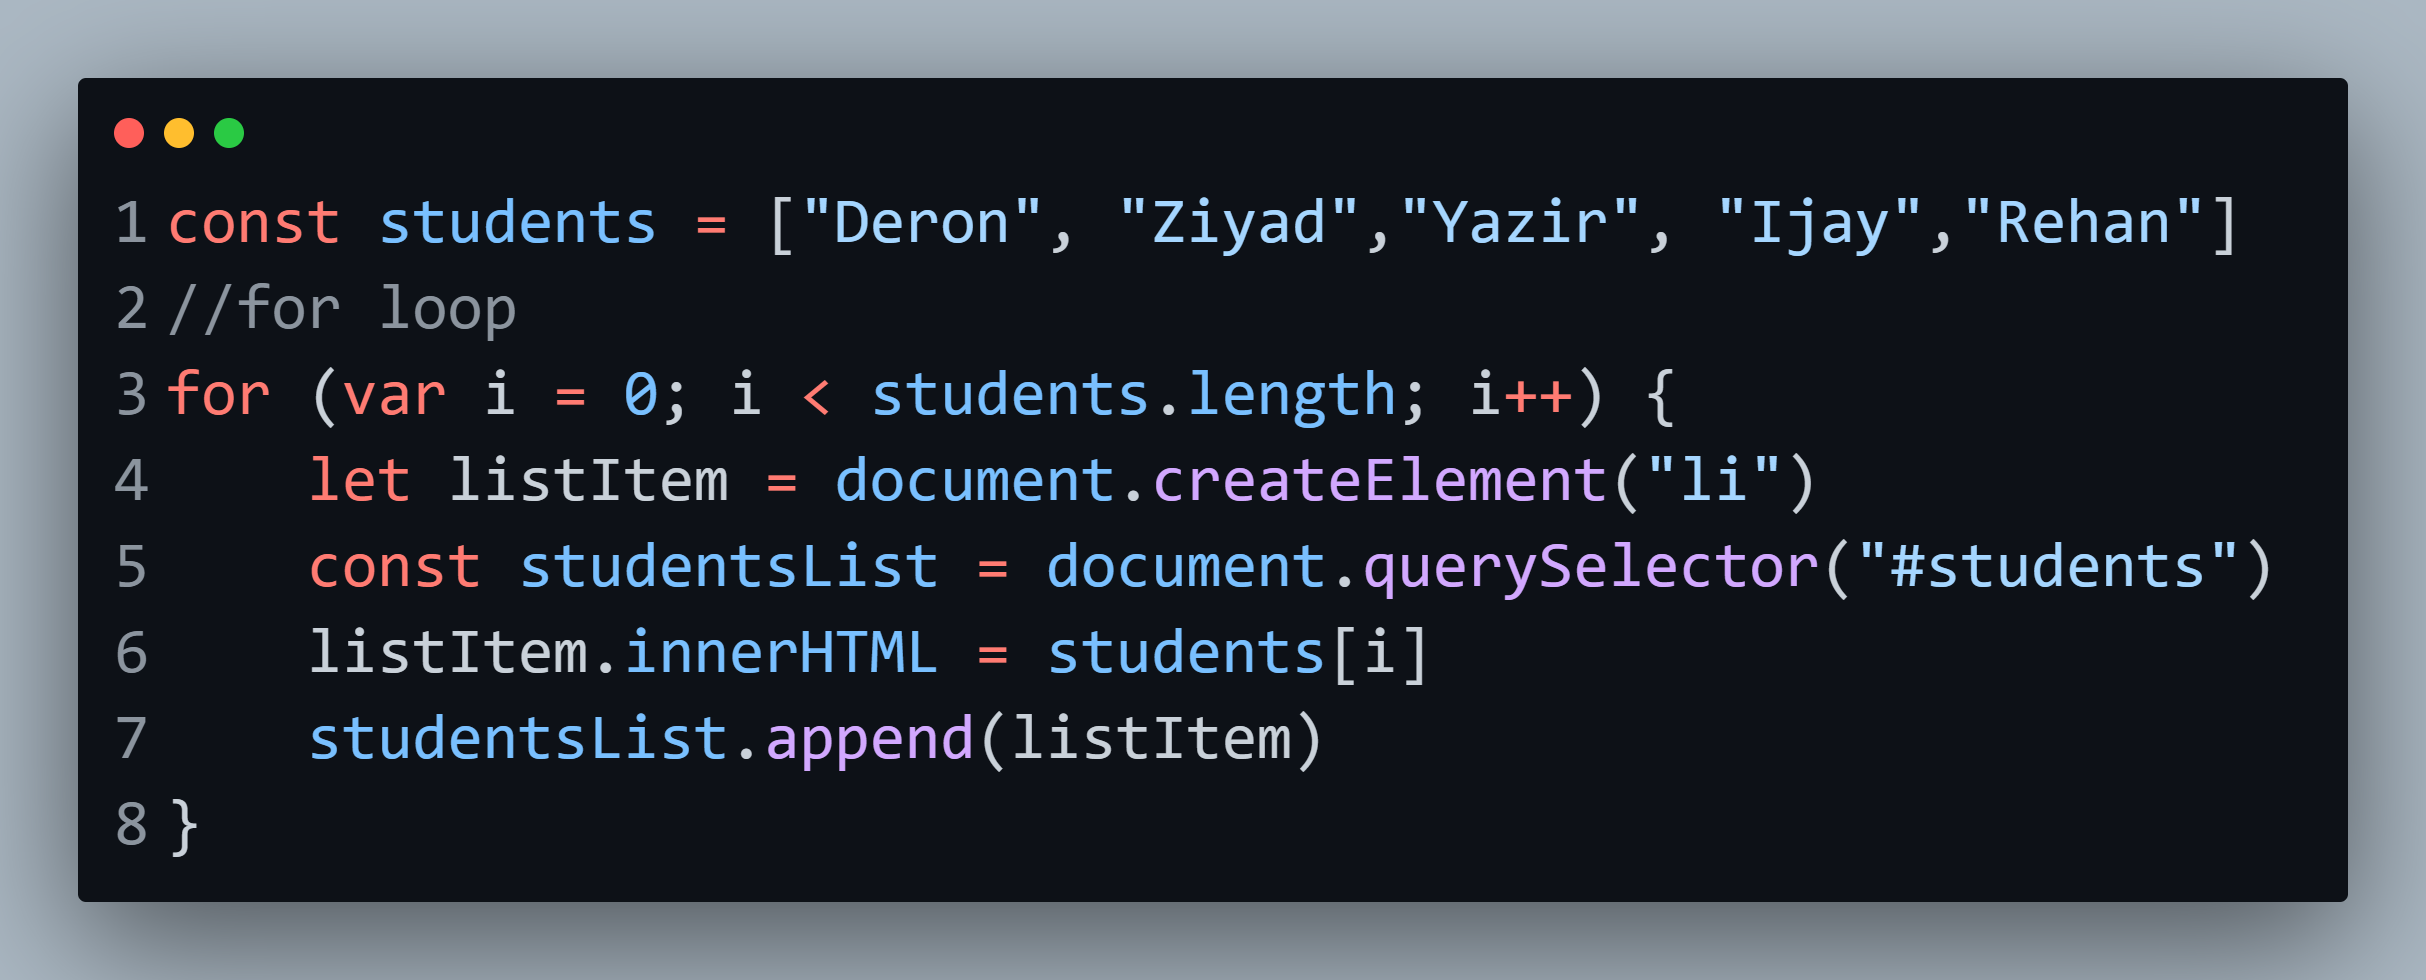 1 const students = ["Deron", "Ziyad","Yazir", "Ijay","Rehan"]
2 //for loop
3 for (var i = 0; i < students.length; i++) {
4     let listItem = document.createElement("li")
5     const studentsList = document.querySelector("#students")
6     listItem.innerHTML = students[i]
7     studentsList.append(listItem)
8 }